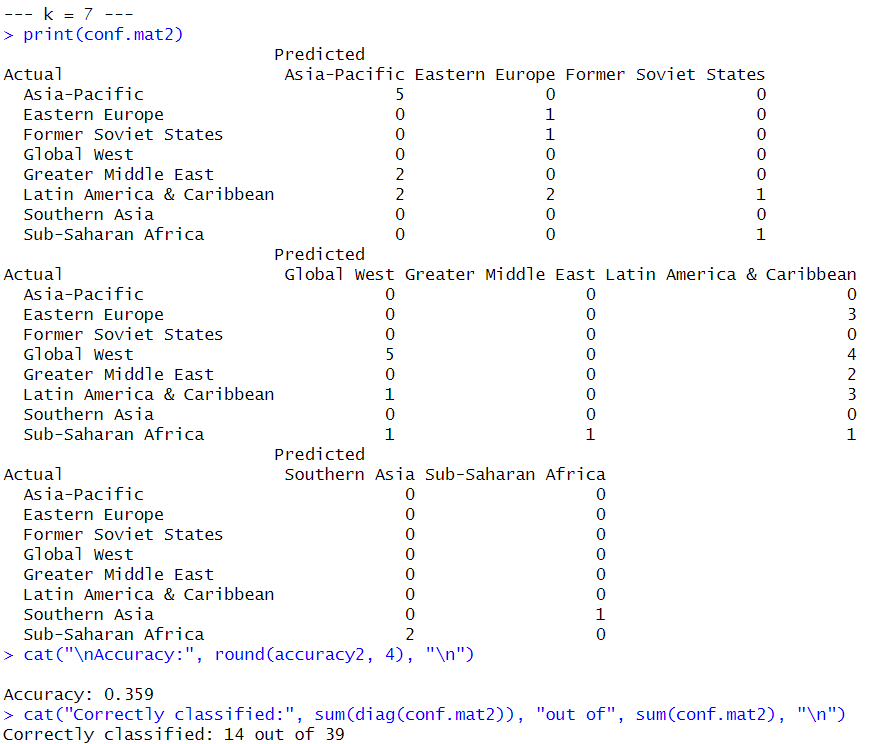 --- k = 7 ---
> print(conf.mat2)
                           Predicted
Actual                      Asia-Pacific Eastern Europe Former Soviet States
  Asia-Pacific                         5              0                    0
  Eastern Europe                       0              1                    0
  Former Soviet States                 0              1                    0
  Global West                          0              0                    0
  Greater Middle East                  2              0                    0
  Latin America & Caribbean            2              2                    1
  Southern Asia                        0              0                    0
  Sub-Saharan Africa                   0              0                    1
                           Predicted
Actual                      Global West Greater Middle East Latin America & Caribbean
  Asia-Pacific                        0                   0                         0
  Eastern Europe                      0                   0                         3
  Former Soviet States                0                   0                         0
  Global West                         5                   0                         4
  Greater Middle East                 0                   0                         2
  Latin America & Caribbean           1                   0                         3
  Southern Asia                       0                   0                         0
  Sub-Saharan Africa                  1                   1                         1
                           Predicted
Actual                      Southern Asia Sub-Saharan Africa
  Asia-Pacific                          0                  0
  Eastern Europe                        0                  0
  Former Soviet States                  0                  0
  Global West                           0                  0
  Greater Middle East                   0                  0
  Latin America & Caribbean             0                  0
  Southern Asia                         0                  1
  Sub-Saharan Africa                    2                  0
> cat("\nAccuracy:", round(accuracy2, 4), "\n")

Accuracy: 0.359
> cat("Correctly classified:", sum(diag(conf.mat2)), "out of", sum(conf.mat2), "\n")
Correctly classified: 14 out of 39